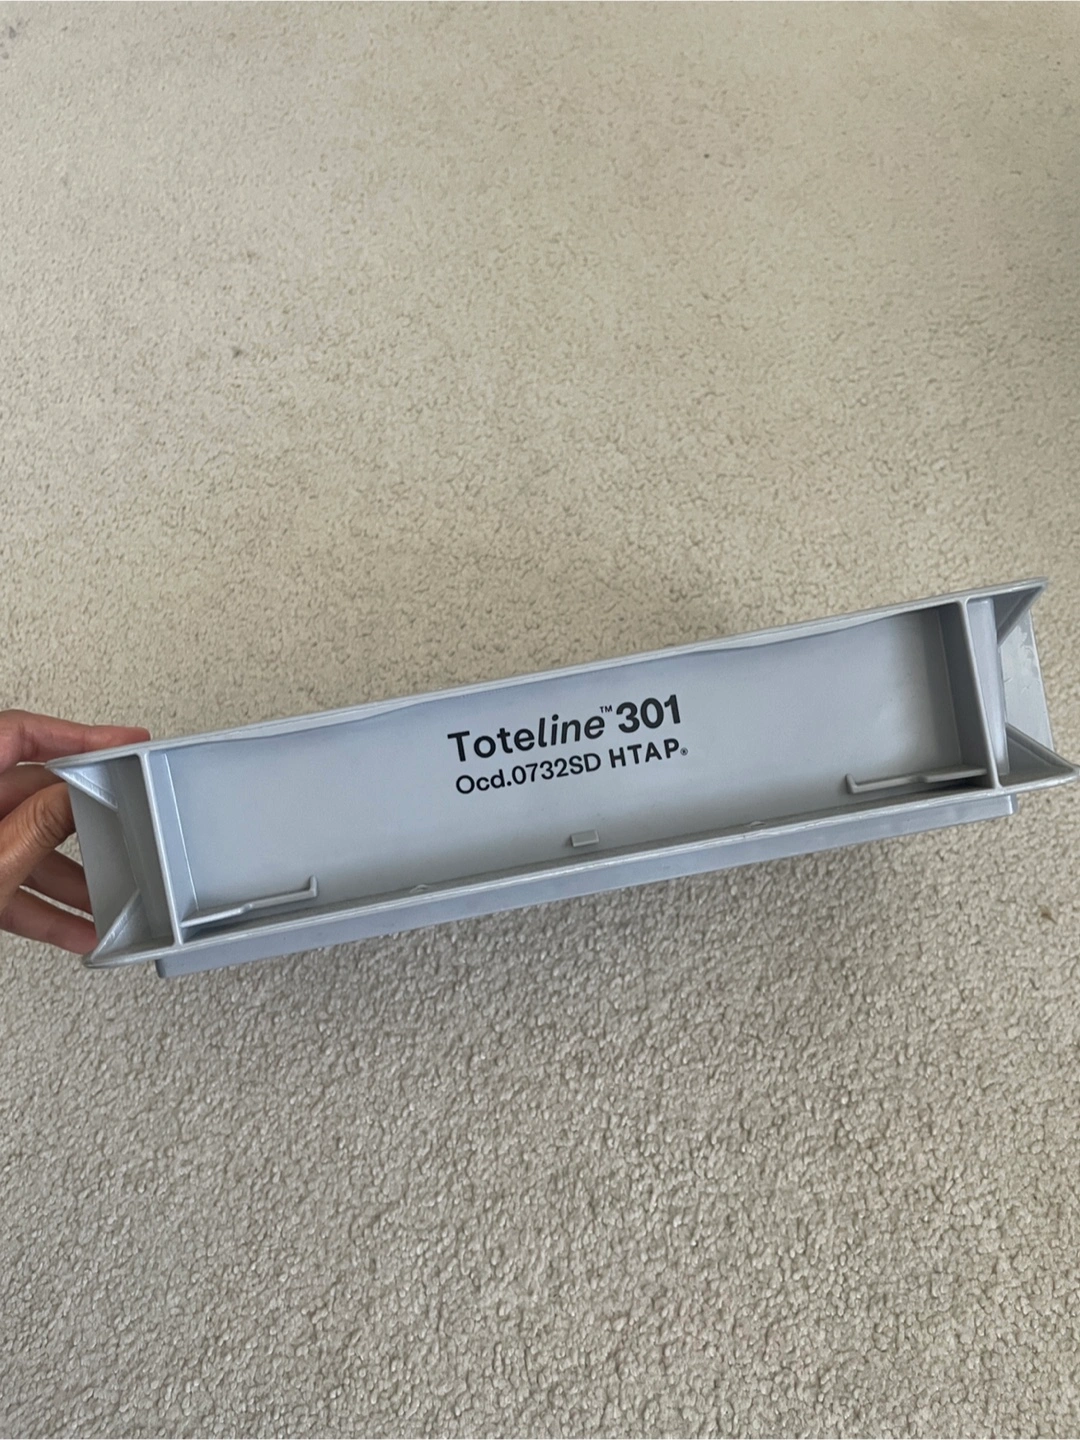 Toteline™ 301
Ocd.0732SD HTAP®